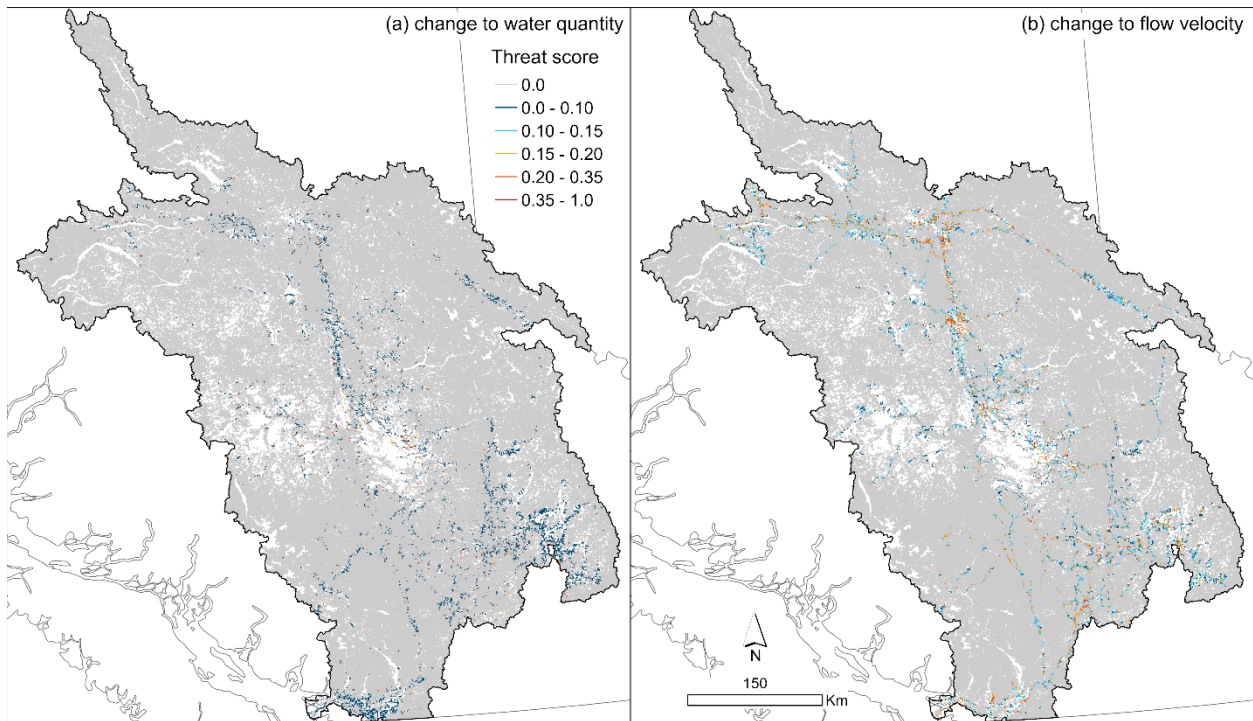 (a) change to water quantity
Threat score
0.0
0.0 - 0.10
0.10 - 0.15
0.15 - 0.20
0.20 - 0.35
0.35 - 1.0
(b) change to flow velocity
N
150
Km